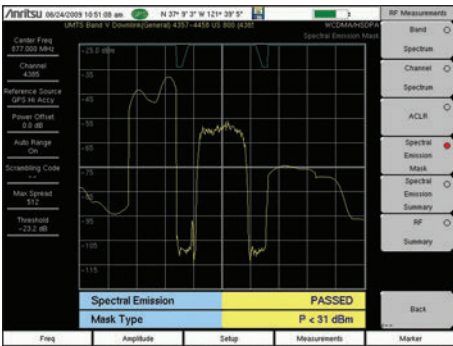 Anritsu 06/24/2009 10:51:08 am N 37° 9' 3" W 121° 39' 5"
RF Measurements
UMTS Band V Downlink(General) 4357-4458 US 800 (4385
WCDMA/HSDPA
Spectral Emission Mask
Center Freq
877.000 MHz
Channel
4385
Reference Source
GPS Hi Accy
Power Offset
0.0 dB
Auto Range
On
Scrambling Code
--
Max Spread
512
Threshold
-23.2 dB
-25.0 dBm
-35
-45
-55
-65
-75
-85
-95
-105
-115
Band
Spectrum
Channel
Spectrum
ACLR
Spectral
Emission
Mask
Spectral
Emission
Summary
RF
Summary
Back
Spectral Emission PASSED
Mask Type P < 31 dBm
Freq Amplitude Setup Measurements Marker